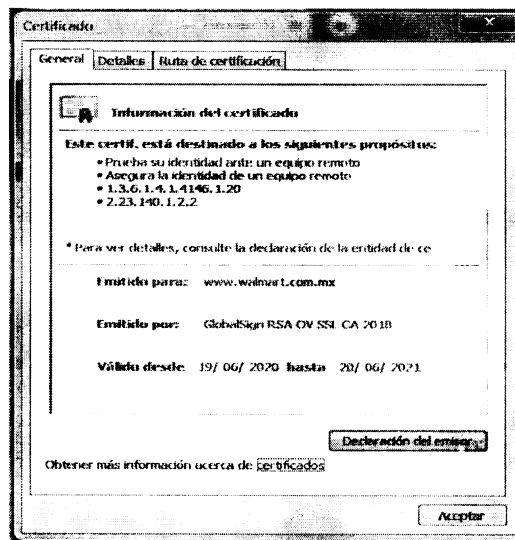 Certificado
General Detalles Ruta de certificación
Información del certificado
Este certif. está destinado a los siguientes propósitos:
• Prueba su identidad ante un equipo remoto
• Asegura la identidad de un equipo remoto
• 1.3.6.1.4.1.4146.1.20
• 2.23.140.1.2.2
* Para ver detalles, consulte la declaración de la entidad de ce
Emitido para: www.walmart.com.mx
Emitido por: GlobalSign RSA OV SSL CA 2018
Válido desde 19/ 06/ 2020 hasta 20/ 06/ 2021
Declaración del emisor
Obtener más información acerca de certificados
Aceptar